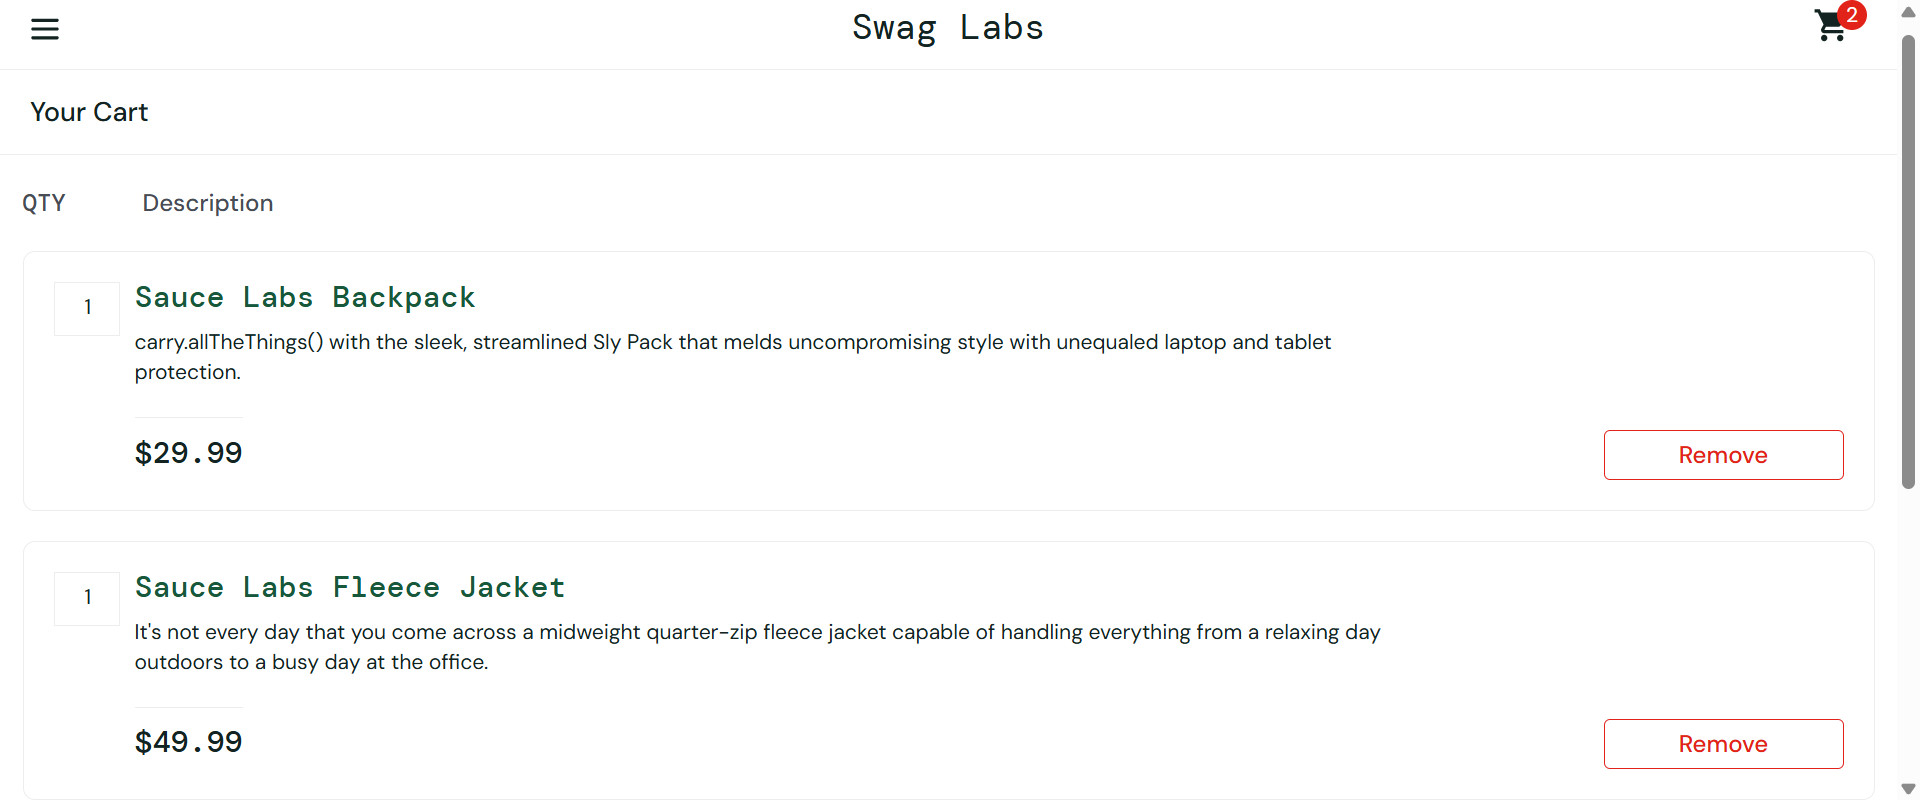 Swag Labs
2
Your Cart
QTY Description
1 Sauce Labs Backpack
carry.allTheThings() with the sleek, streamlined Sly Pack that melds uncompromising style with unequaled laptop and tablet
protection.
$29.99 Remove
1 Sauce Labs Fleece Jacket
It's not every day that you come across a midweight quarter-zip fleece jacket capable of handling everything from a relaxing day
outdoors to a busy day at the office.
$49.99 Remove